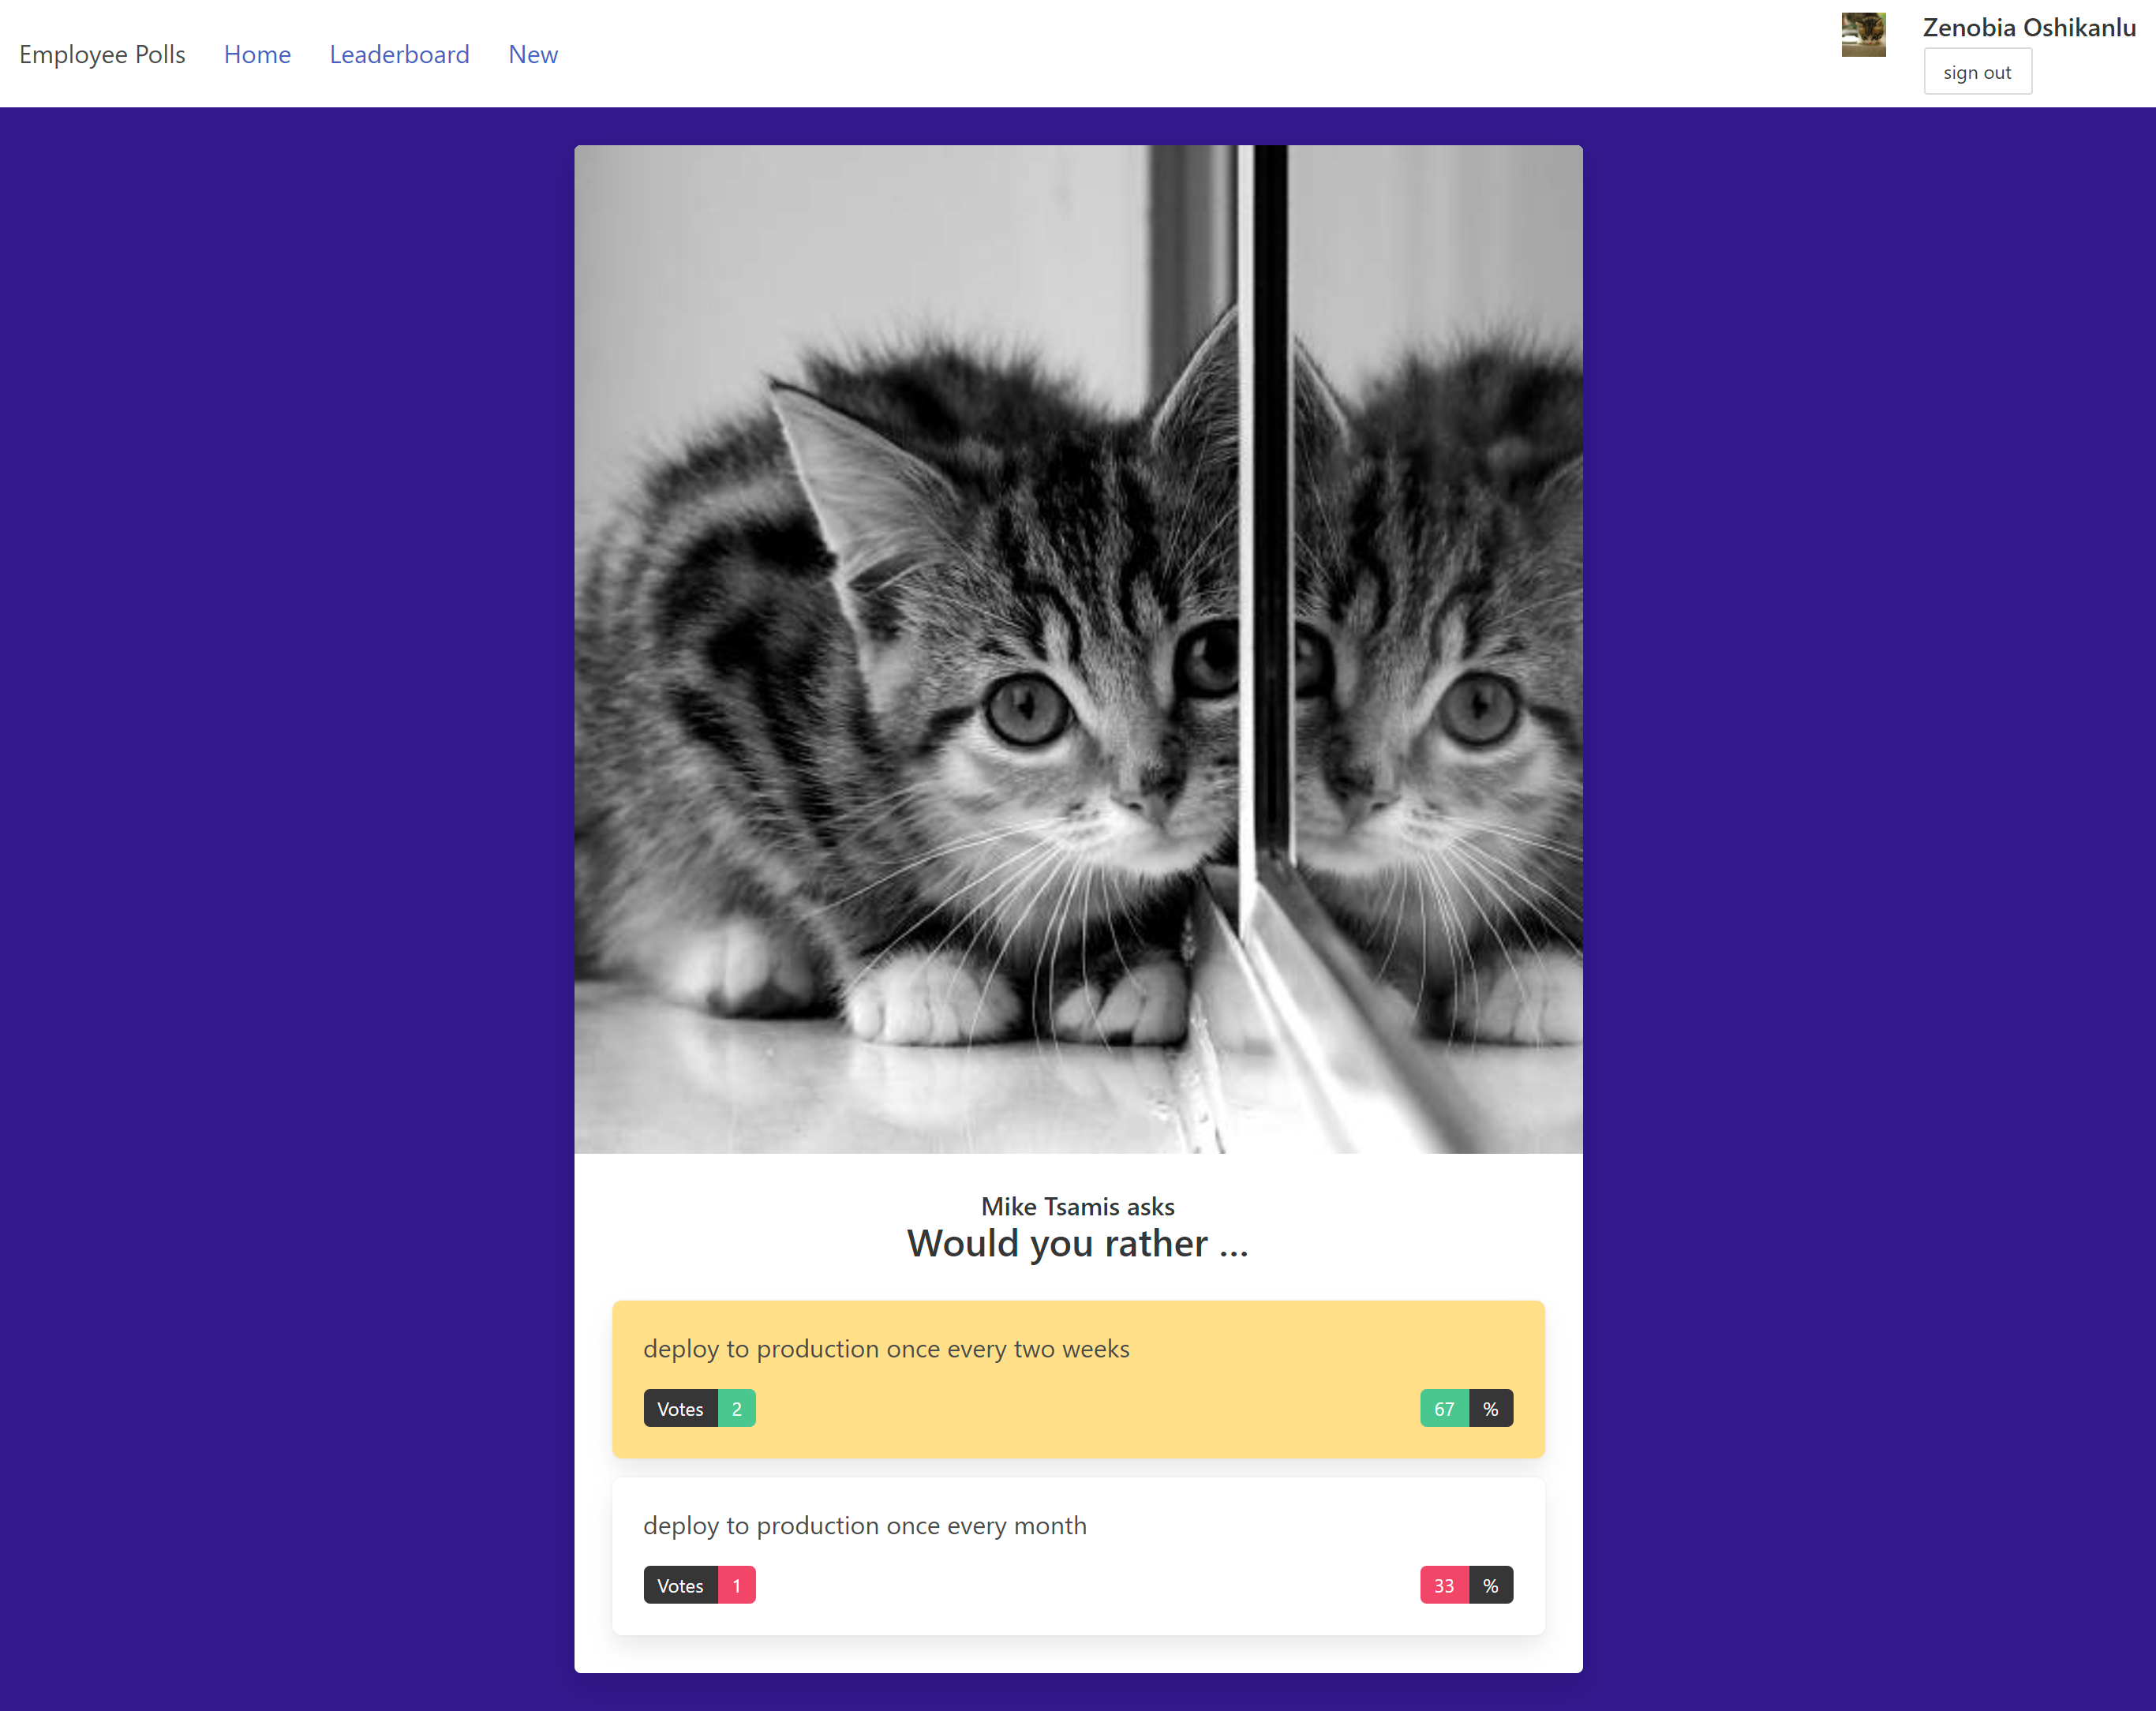 Employee Polls Home Leaderboard New
Zenobia Oshikanlu
sign out
Mike Tsamis asks
Would you rather ...
deploy to production once every two weeks
Votes 2 67 %
deploy to production once every month
Votes 1 33 %